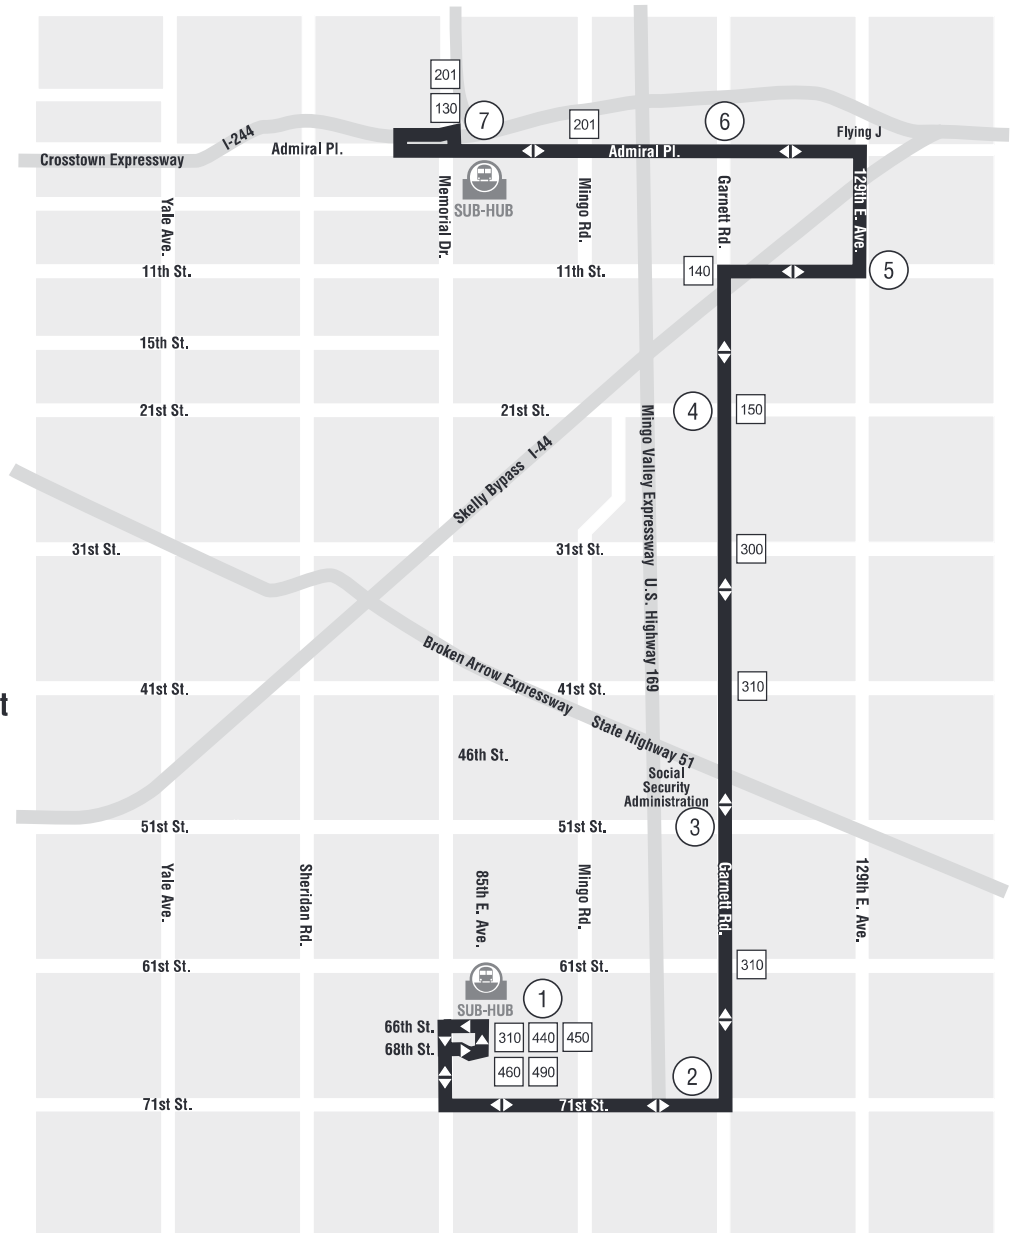 201
130
7
201
6
Flying J
I-244
Admiral Pl.
Admiral Pl.
Crosstown Expressway
SUB-HUB
Yale Ave.
Memorial Dr.
Mingo Rd.
Garnett Rd.
129th E. Ave.
11th St.
11th St.
140
5
15th St.
21st St.
21st St.
4
150
Skelly Bypass I-44
Mingo Valley Expressway U.S. Highway 169
31st St.
31st St.
300
Broken Arrow Expressway State Highway 51
41st St.
41st St.
310
t
46th St.
Social
Security
Administration
51st St.
51st St.
3
Yale Ave.
Sheridan Rd.
85th E. Ave.
Mingo Rd.
Garnett Rd.
129th E. Ave.
61st St.
61st St.
310
SUB-HUB
1
66th St.
68th St.
310
440
450
460
490
2
71st St.
71st St.